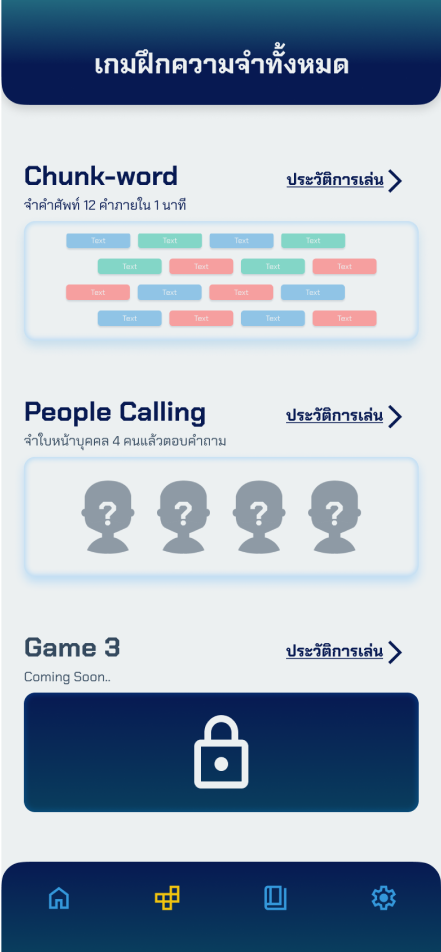 เกมฝึกความจำทั้งหมด
Chunk-word
ประวัติการเล่น
จำคำศัพท์ 12 คำภายใน 1 นาที
Text Text Text Text
Text Text Text Text
Text Text Text Text
Text Text Text Text
People Calling
ประวัติการเล่น
จำใบหน้าบุคคล 4 คนแล้วตอบคำถาม
? ? ? ?
Game 3
ประวัติการเล่น
Coming Soon..